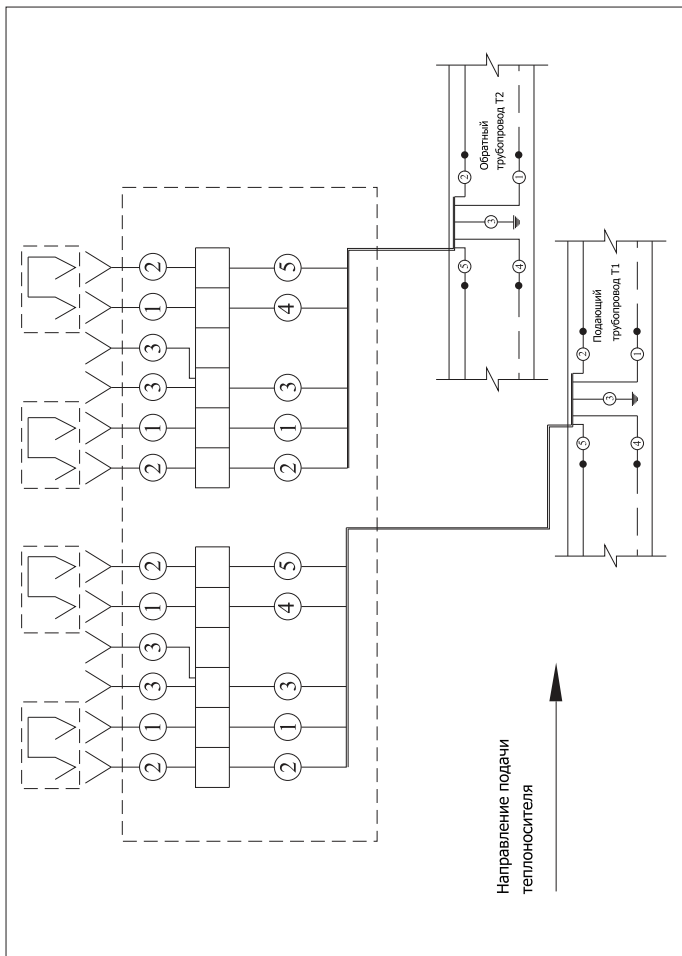 2 1 3 3 1 2 2 1 3 3 1 2
2 1 3 4 5 2 1 3 4 5
5 2
Обратный
трубопровод Т2
3
4 1
Направление подачи
теплоносителя
5 2
Подающий
трубопровод Т1
3
4 1